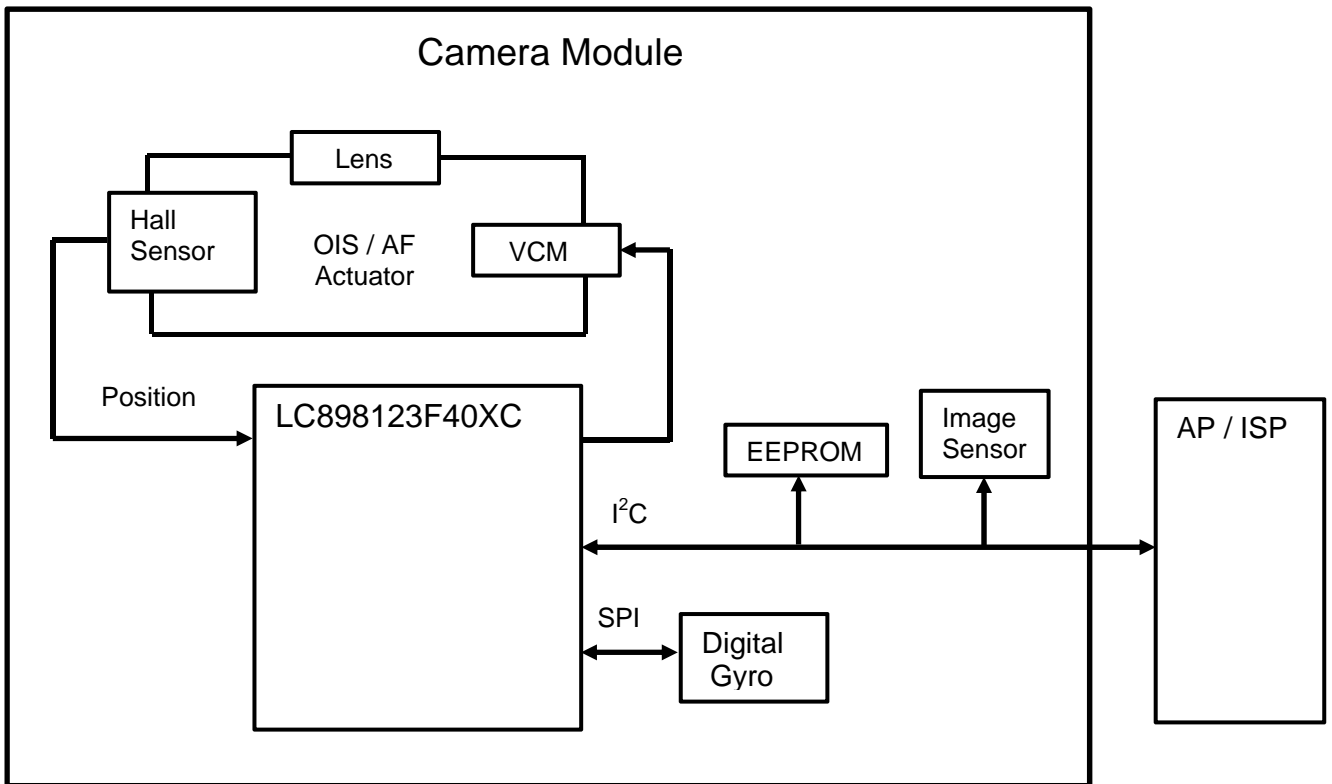 Camera Module
Lens
Hall
Sensor
OIS / AF
Actuator
VCM
Position
LC898123F40XC
EEPROM
Image
Sensor
AP / ISP
I²C
SPI
Digital
Gyro